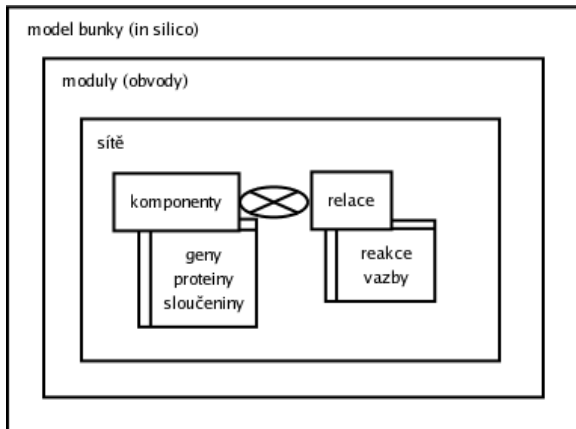 model bunky (in silico)
moduly (obvody)
sítě
komponenty
relace
geny
proteiny
sloučeniny
reakce
vazby